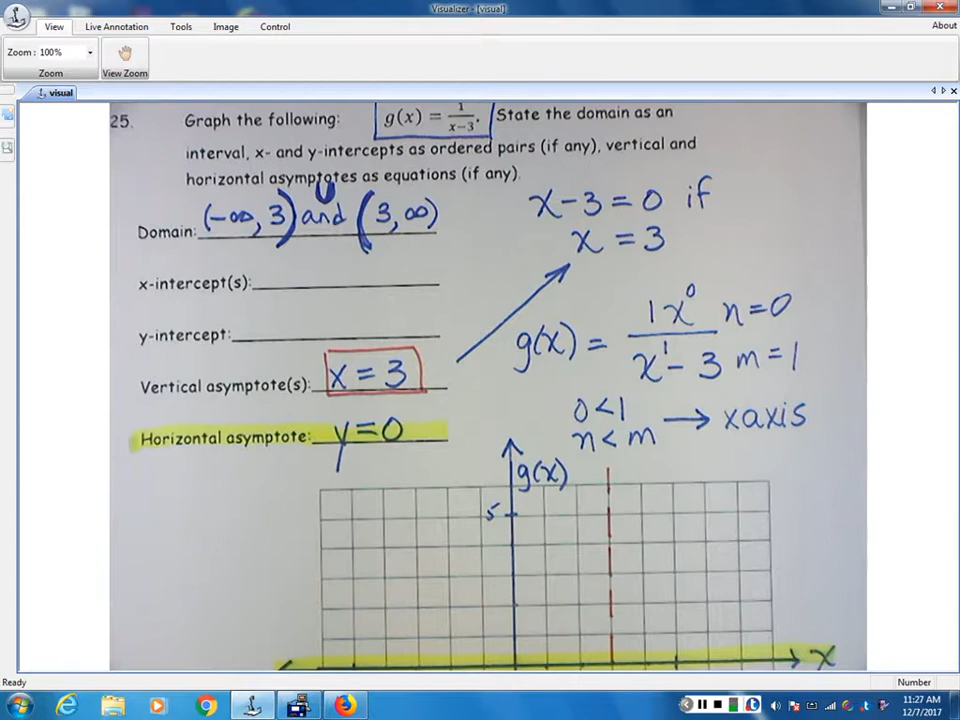 Visualizer - [visual]
View Live Annotation Tools Image Control About
Zoom : 100%
Zoom View Zoom
visual
25. Graph the following: g(x) = 1/(x-3). State the domain as an
interval, x- and y-intercepts as ordered pairs (if any), vertical and
horizontal asymptotes as equations (if any).
Domain: (-∞, 3) and (3, ∞)
U
x-3=0 if
x = 3
x-intercept(s):
y-intercept:
g(x) = 1x^0 / (x^1 - 3) n=0 m=1
Vertical asymptote(s): x = 3
0<1
n<m → x axis
Horizontal asymptote: y=0
g(x)
5
x
Ready Number
11:27 AM
12/7/2017